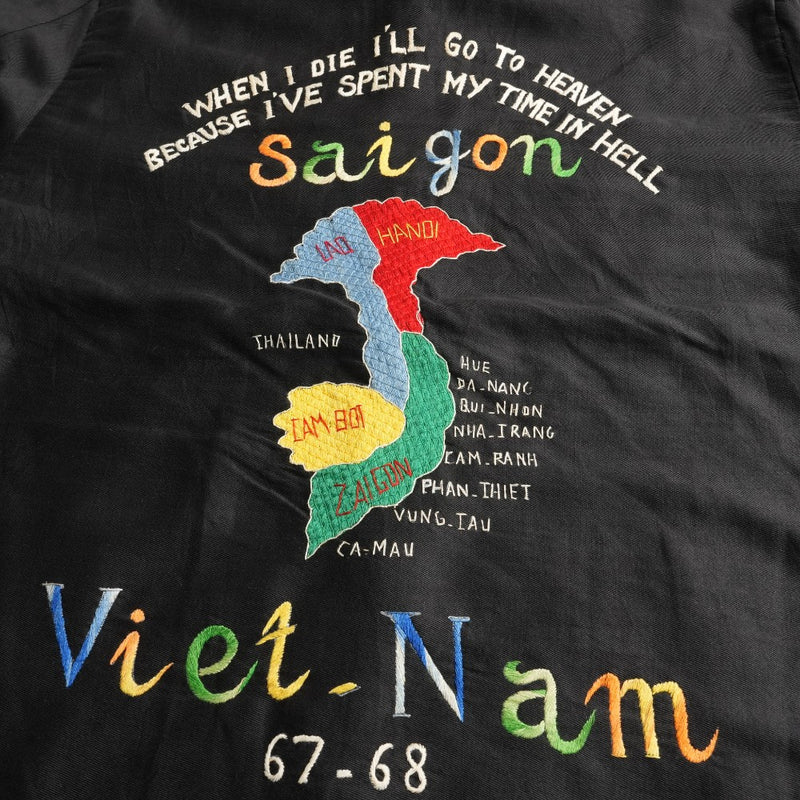 WHEN I DIE I'LL GO TO HEAVEN
BECAUSE I'VE SPENT MY TIME IN HELL
Saigon
LAO
HANOI
THAILAND
HUE
DA-NANG
QUI-NHON
NHA-TRANG
CAM-BOT
CAM-RANH
ZAIGON
PHAN-THIET
VUNG-TAU
CA-MAU
Viet-Nam
67-68